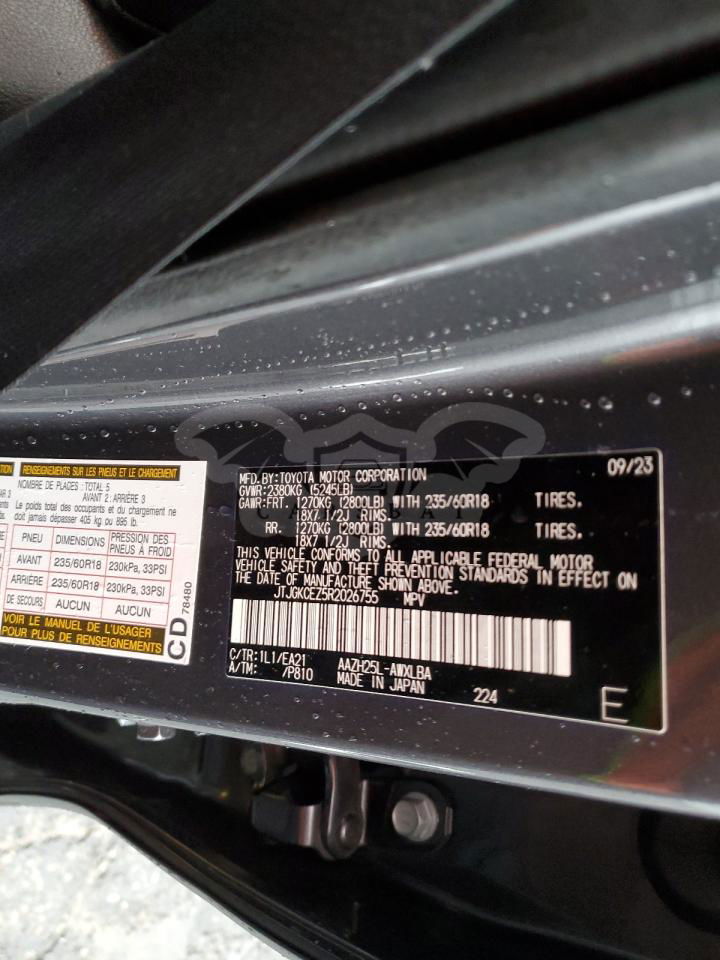 RENSEIGNEMENTS SUR LES PNEUS ET LE CHARGEMENT
NOMBRE DE PLACES: TOTAL 5
AVANT 2: ARRIÈRE 3
Le poids total des occupants et du chargement ne
doit jamais dépasser 405 kg ou 895 lb.
PNEU DIMENSIONS PRESSION DES PNEUS À FROID
AVANT 235/60R18 230kPa, 33PSI
ARRIÈRE 235/60R18 230kPa, 33PSI
DE SECOURS AUCUN AUCUN
VOIR LE MANUEL DE L'USAGER
POUR PLUS DE RENSEIGNEMENTS
CD 78480
MFD.BY:TOYOTA MOTOR CORPORATION 09/23
GVWR:2380KG (5245LB)
GAWR:FRT. 1270KG (2800LB) WITH 235/60R18 TIRES.
18X7 1/2J RIMS.
RR. 1270KG (2800LB) WITH 235/60R18 TIRES.
18X7 1/2J RIMS.
THIS VEHICLE CONFORMS TO ALL APPLICABLE FEDERAL MOTOR
VEHICLE SAFETY AND THEFT PREVENTION STANDARDS IN EFFECT ON
THE DATE OF MANUFACTURE SHOWN ABOVE.
JTJGKCEZ5R2026755 MPV
C/TR:1L1/EA21 AAZH25L-AWXLBA
A/TM: /P810 MADE IN JAPAN 224
E